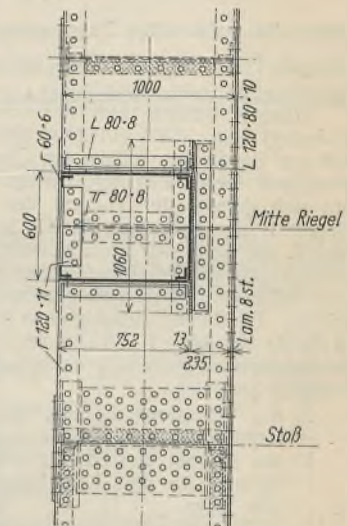 1000
L 80·8
Γ 60·6
L 120·80·10
600
π 80·8
1060
Mitte Riegel
Γ 120·11
Lam. 8 st.
752
13
235
Stoß